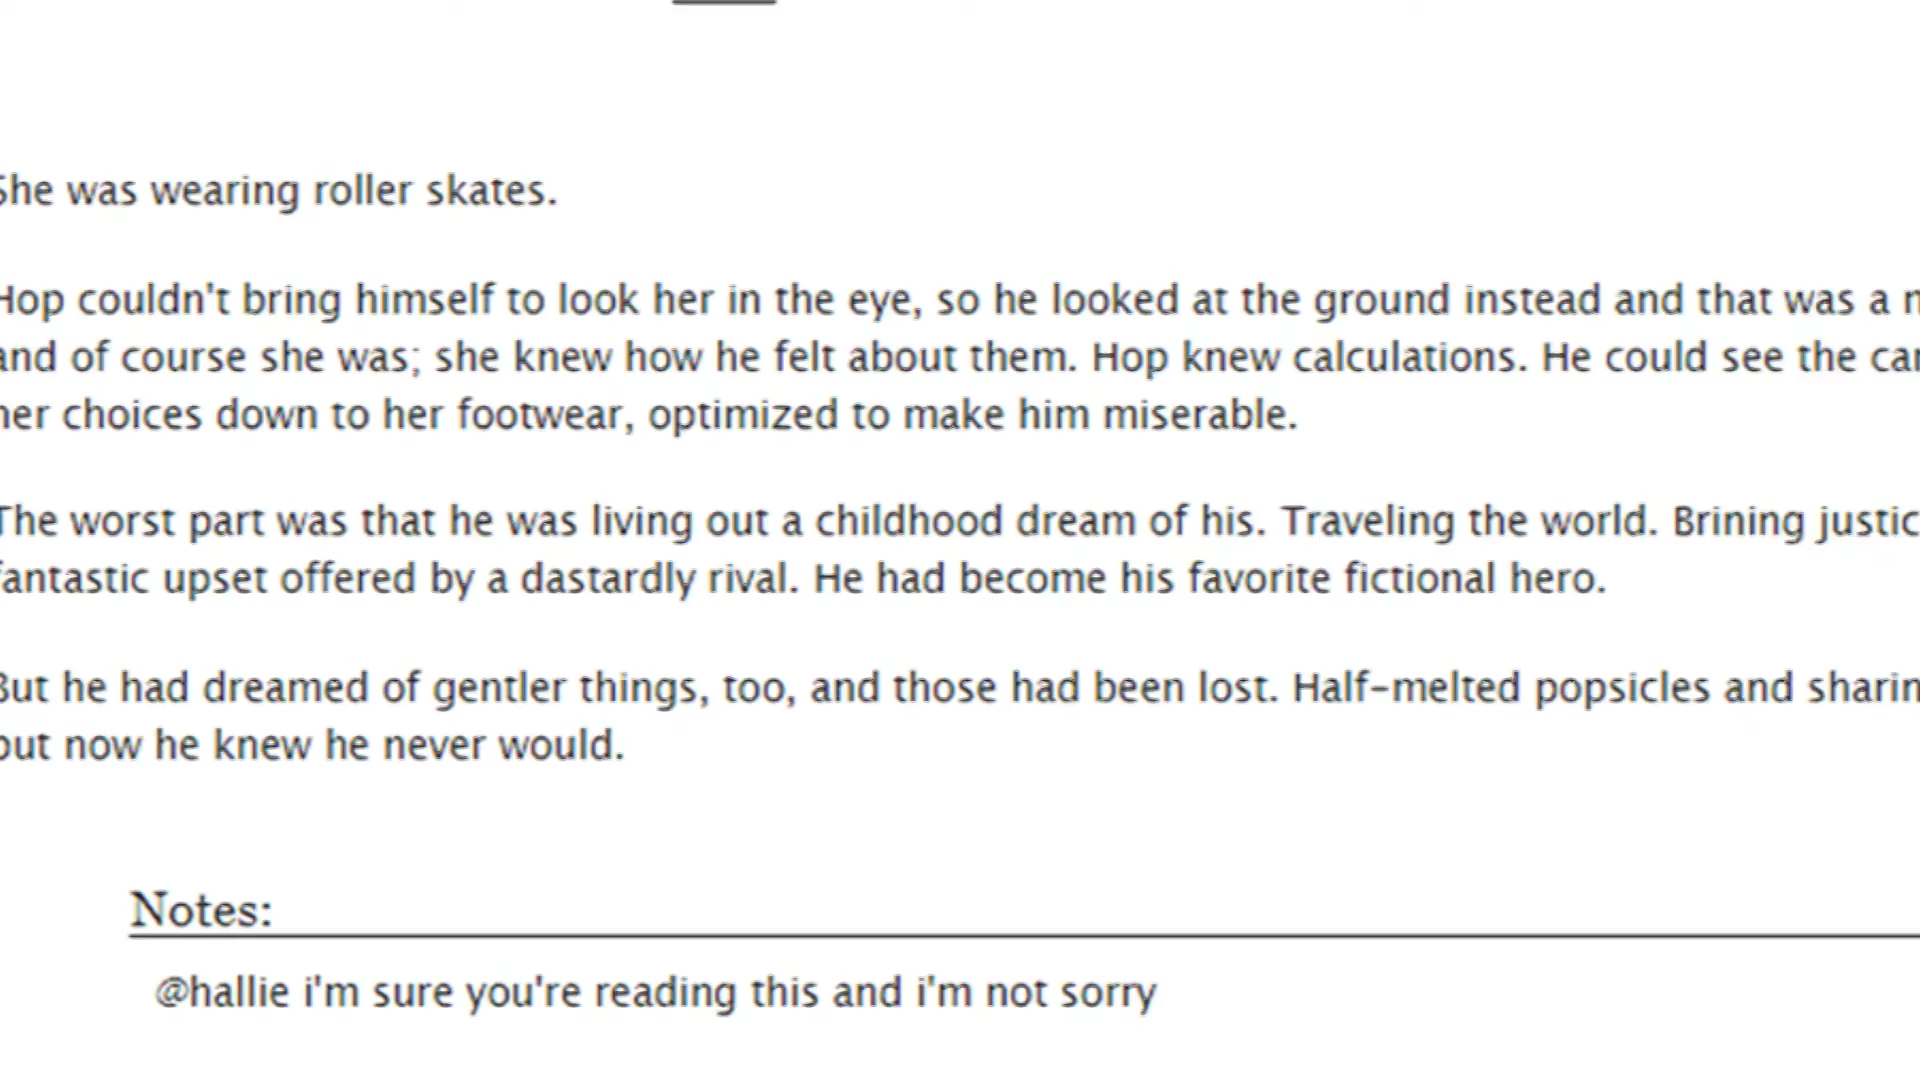 She was wearing roller skates.
Hop couldn't bring himself to look her in the eye, so he looked at the ground instead and that was a
and of course she was; she knew how he felt about them. Hop knew calculations. He could see the
her choices down to her footwear, optimized to make him miserable.
The worst part was that he was living out a childhood dream of his. Traveling the world. Brining justic
fantastic upset offered by a dastardly rival. He had become his favorite fictional hero.
But he had dreamed of gentler things, too, and those had been lost. Half-melted popsicles and sharin
but now he knew he never would.
Notes:
@hallie i'm sure you're reading this and i'm not sorry